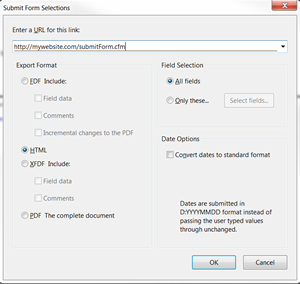 Submit Form Selections
Enter a URL for this link:
http://mywebsite.com/submitForm.cfm
Export Format
FDF Include:
Field data
Comments
Incremental changes to the PDF
HTML
XFDF Include:
Field data
Comments
PDF The complete document
Field Selection
All fields
Only these...
Select fields...
Date Options
Convert dates to standard format
Dates are submitted in
D:YYYYMMDD format instead of
passing the user typed values
through unchanged.
OK
Cancel